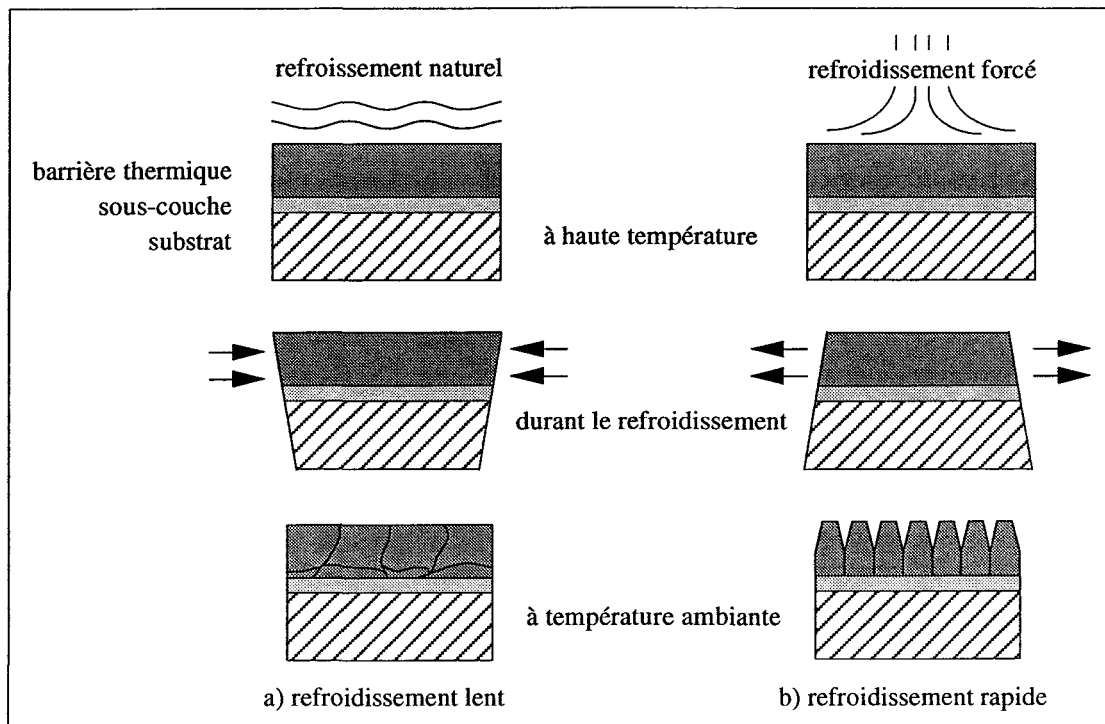 refroissement naturel
refroidissement forcé
barrière thermique
sous-couche
substrat
à haute température
durant le refroidissement
à température ambiante
a) refroidissement lent
b) refroidissement rapide